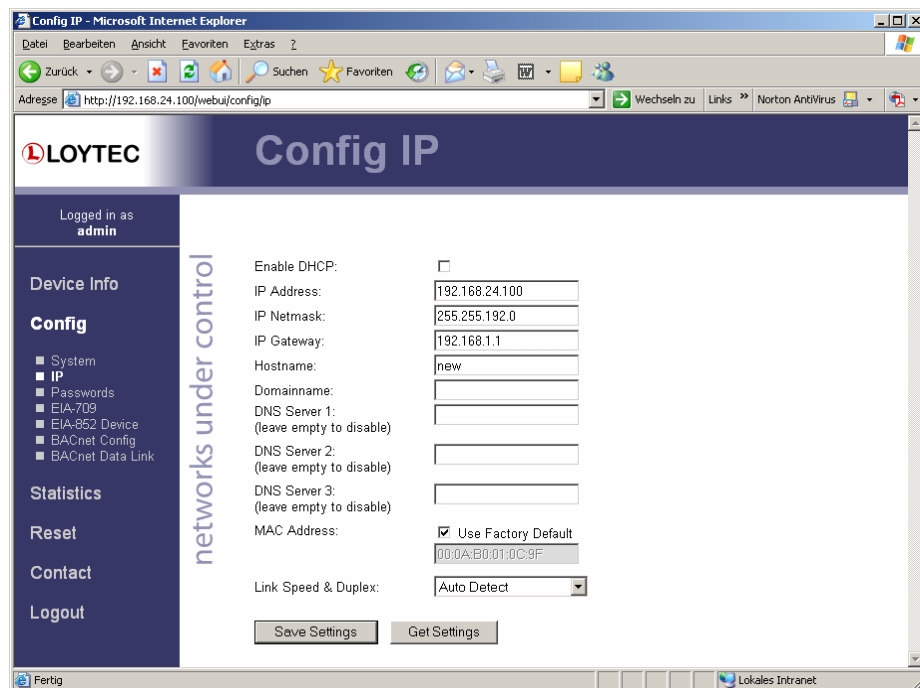 Config IP - Microsoft Internet Explorer
Datei Bearbeiten Ansicht Favoriten Extras ?
Zurück Suchen Favoriten
Adresse http://192.168.24.100/webui/config/ip Wechseln zu Links » Norton AntiVirus
LOYTEC
Config IP
Logged in as
admin
Device Info
Config
System
IP
Passwords
EIA-709
EIA-852 Device
BACnet Config
BACnet Data Link
Statistics
Reset
Contact
Logout
networks under control
Enable DHCP:
IP Address: 192.168.24.100
IP Netmask: 255.255.192.0
IP Gateway: 192.168.1.1
Hostname: new
Domainname:
DNS Server 1:
(leave empty to disable)
DNS Server 2:
(leave empty to disable)
DNS Server 3:
(leave empty to disable)
MAC Address: Use Factory Default
00:0A:B0:01:0C:9F
Link Speed & Duplex: Auto Detect
Save Settings Get Settings
Fertig Lokales Intranet